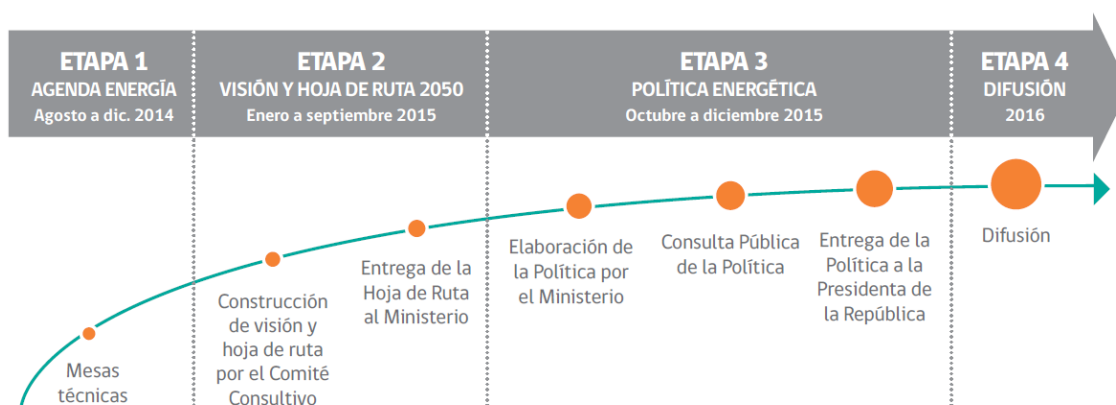 ETAPA 1
AGENDA ENERGÍA
Agosto a dic. 2014
ETAPA 2
VISIÓN Y HOJA DE RUTA 2050
Enero a septiembre 2015
ETAPA 3
POLÍTICA ENERGÉTICA
Octubre a diciembre 2015
ETAPA 4
DIFUSIÓN
2016
Mesas
técnicas
Construcción
de visión y
hoja de ruta
por el Comité
Consultivo
Entrega de la
Hoja de Ruta
al Ministerio
Elaboración de
la Política por
el Ministerio
Consulta Pública
de la Política
Entrega de la
Política a la
Presidenta de
la República
Difusión